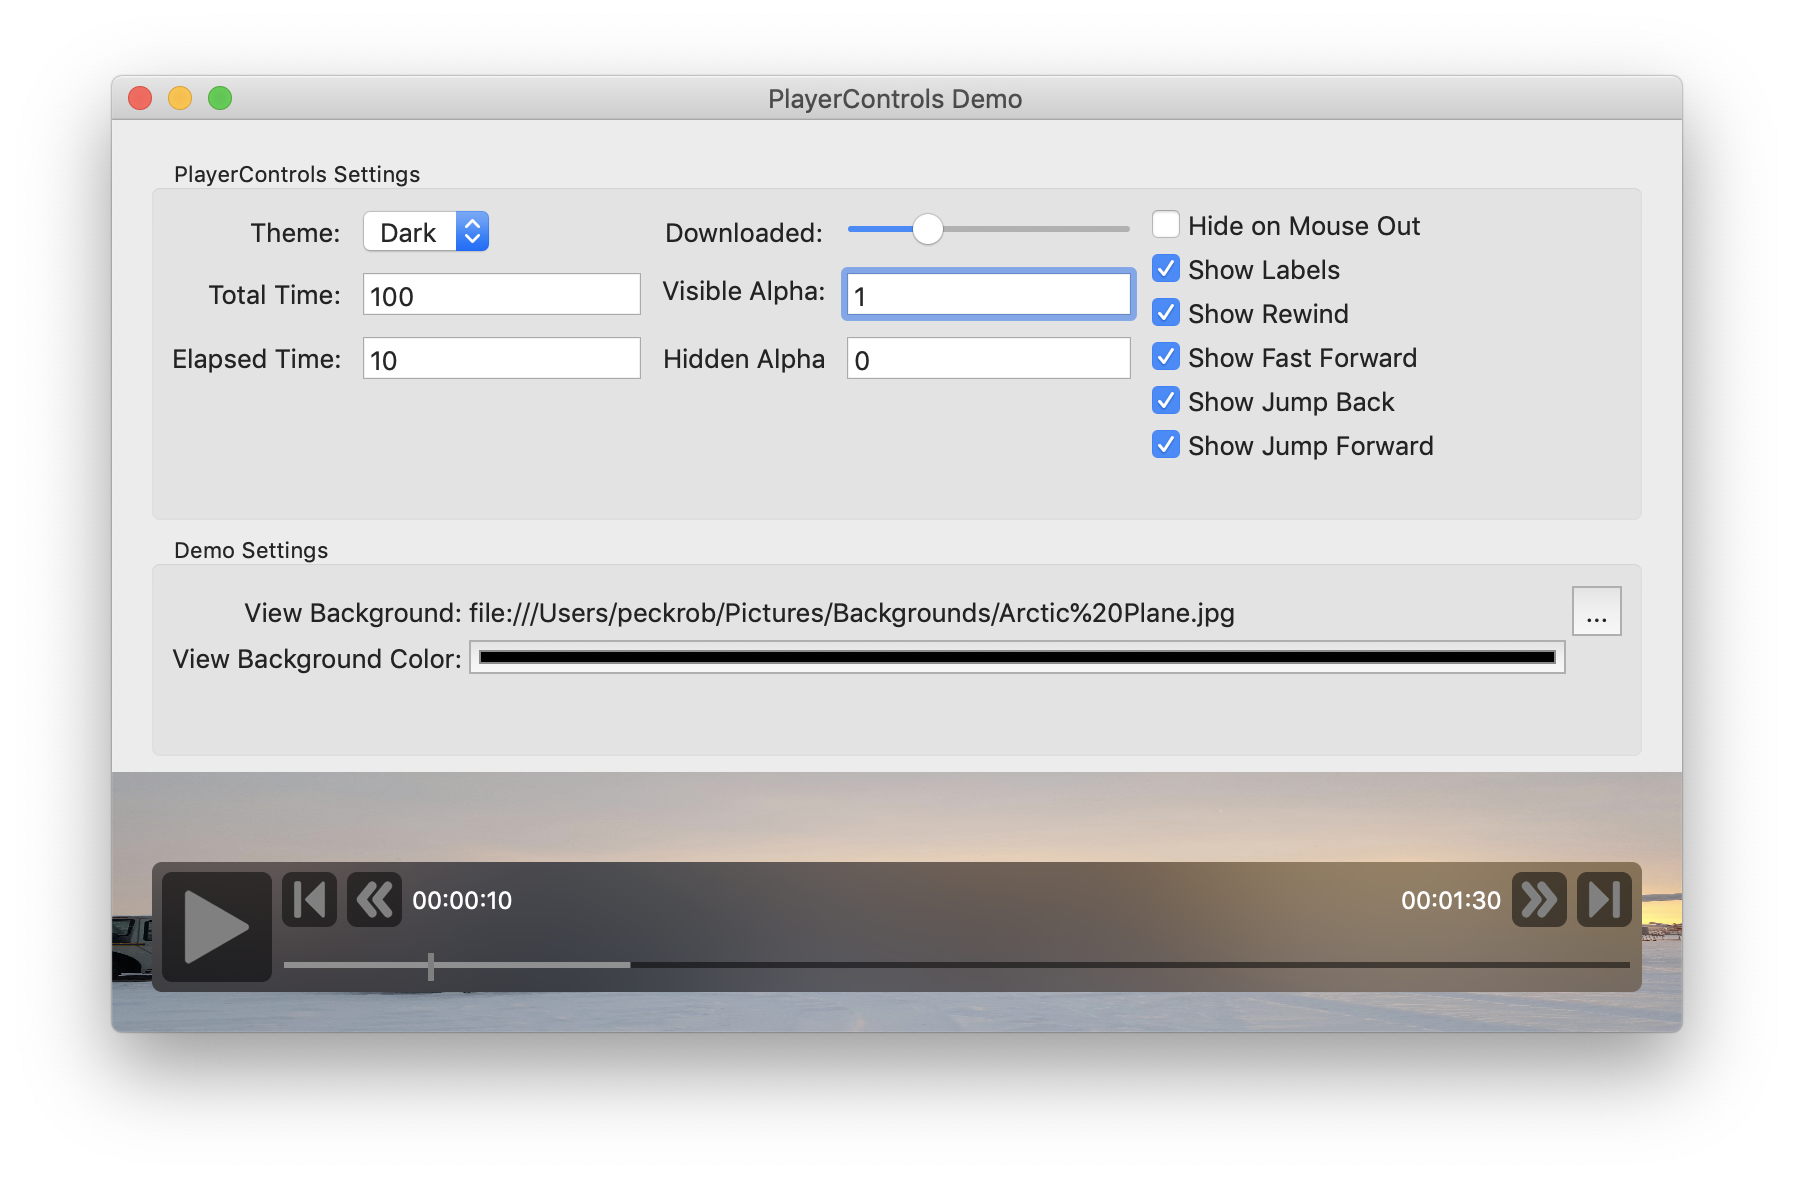 PlayerControls Demo
PlayerControls Settings
Theme: Dark
Total Time: 100
Elapsed Time: 10
Downloaded:
Visible Alpha: 1
Hidden Alpha 0
Hide on Mouse Out
Show Labels
Show Rewind
Show Fast Forward
Show Jump Back
Show Jump Forward
Demo Settings
View Background: file:///Users/peckrob/Pictures/Backgrounds/Arctic%20Plane.jpg ...
View Background Color:
00:00:10 00:01:30